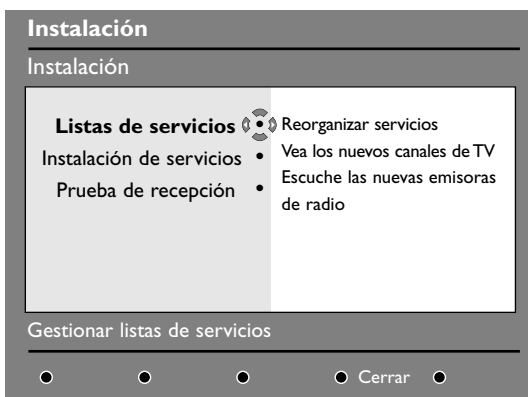 Instalación
Instalación
Listas de servicios
Instalación de servicios
Prueba de recepción
Reorganizar servicios
Vea los nuevos canales de TV
Escuche las nuevas emisoras
de radio
Gestionar listas de servicios
Cerrar